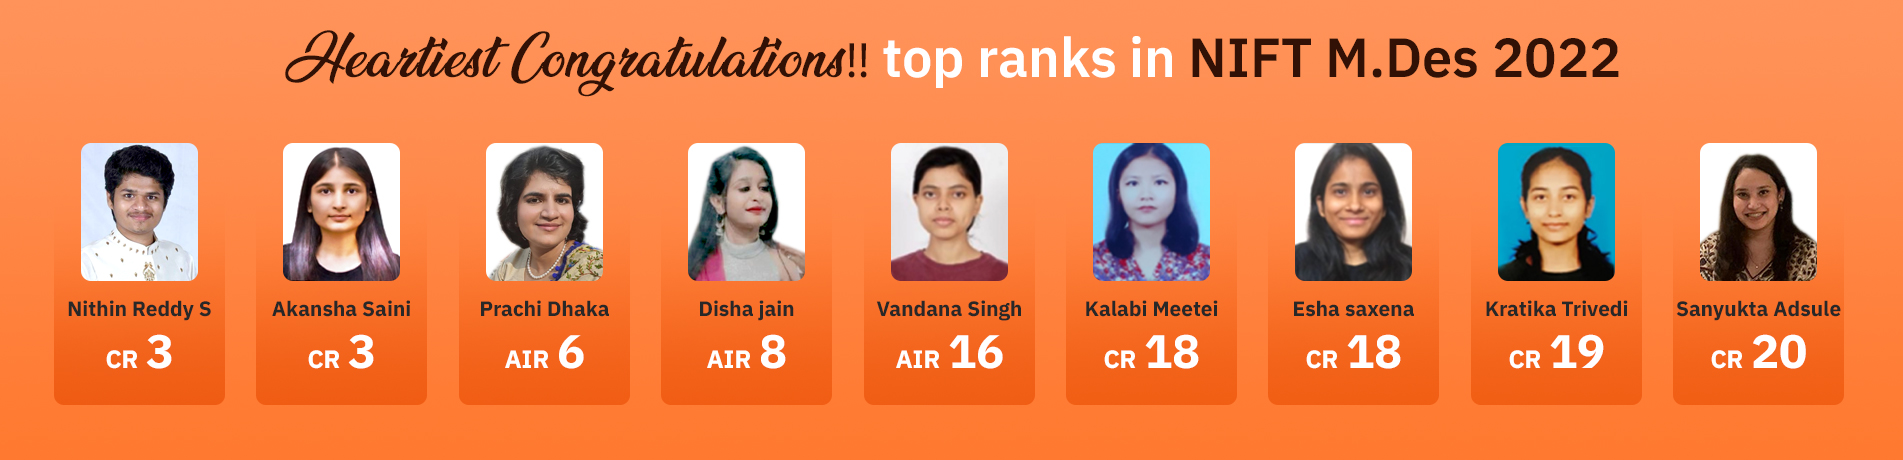 Heartiest Congratulations!! top ranks in NIFT M.Des 2022
Nithin Reddy S
CR 3
Akansha Saini
CR 3
Prachi Dhaka
AIR 6
Disha jain
AIR 8
Vandana Singh
AIR 16
Kalabi Meetei
CR 18
Esha saxena
CR 18
Kratika Trivedi
CR 19
Sanyukta Adsule
CR 20